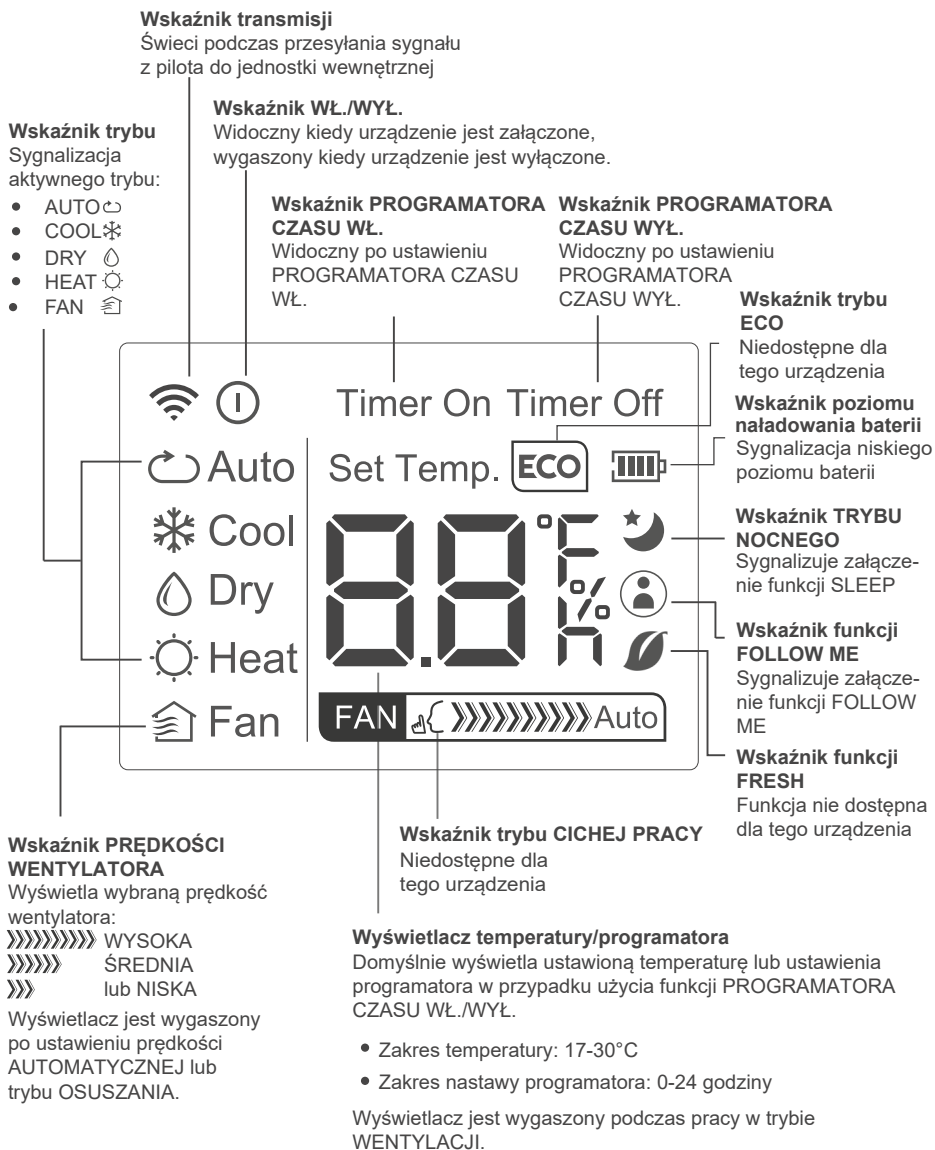 Wskaźnik transmisji
Świeci podczas przesyłania sygnału
z pilota do jednostki wewnętrznej
Wskaźnik WŁ./WYŁ.
Widoczny kiedy urządzenie jest załączone,
wygaszony kiedy urządzenie jest wyłączone.
Wskaźnik trybu
Sygnalizacja
aktywnego trybu:
• AUTO
• COOL
• DRY
• HEAT
• FAN
Wskaźnik PROGRAMATORA
CZASU WŁ.
Widoczny po ustawieniu
PROGRAMATORA CZASU
WŁ.
Wskaźnik PROGRAMATORA
CZASU WYŁ.
Widoczny po ustawieniu
PROGRAMATORA
CZASU WYŁ.
Wskaźnik trybu
ECO
Niedostępne dla
tego urządzenia
Wskaźnik poziomu
naładowania baterii
Sygnalizacja niskiego
poziomu baterii
Wskaźnik TRYBU
NOCNEGO
Sygnalizuje załącze-
nie funkcji SLEEP
Wskaźnik funkcji
FOLLOW ME
Sygnalizuje załącze-
nie funkcji FOLLOW
ME
Wskaźnik funkcji
FRESH
Funkcja nie dostępna
dla tego urządzenia
Timer On Timer Off
Auto
Set Temp. ECO
Cool
Dry
Heat
Fan
8.8 °F % h
FAN Auto
Wskaźnik PRĘDKOŚCI
WENTYLATORA
Wyświetla wybraną prędkość
wentylatora:
WYSOKA
ŚREDNIA
lub NISKA
Wyświetlacz jest wygaszony
po ustawieniu prędkości
AUTOMATYCZNEJ lub
trybu OSUSZANIA.
Wskaźnik trybu CICHEJ PRACY
Niedostępne dla
tego urządzenia
Wyświetlacz temperatury/programatora
Domyślnie wyświetla ustawioną temperaturę lub ustawienia
programatora w przypadku użycia funkcji PROGRAMATORA
CZASU WŁ./WYŁ.
• Zakres temperatury: 17-30°C
• Zakres nastawy programatora: 0-24 godziny
Wyświetlacz jest wygaszony podczas pracy w trybie
WENTYLACJI.